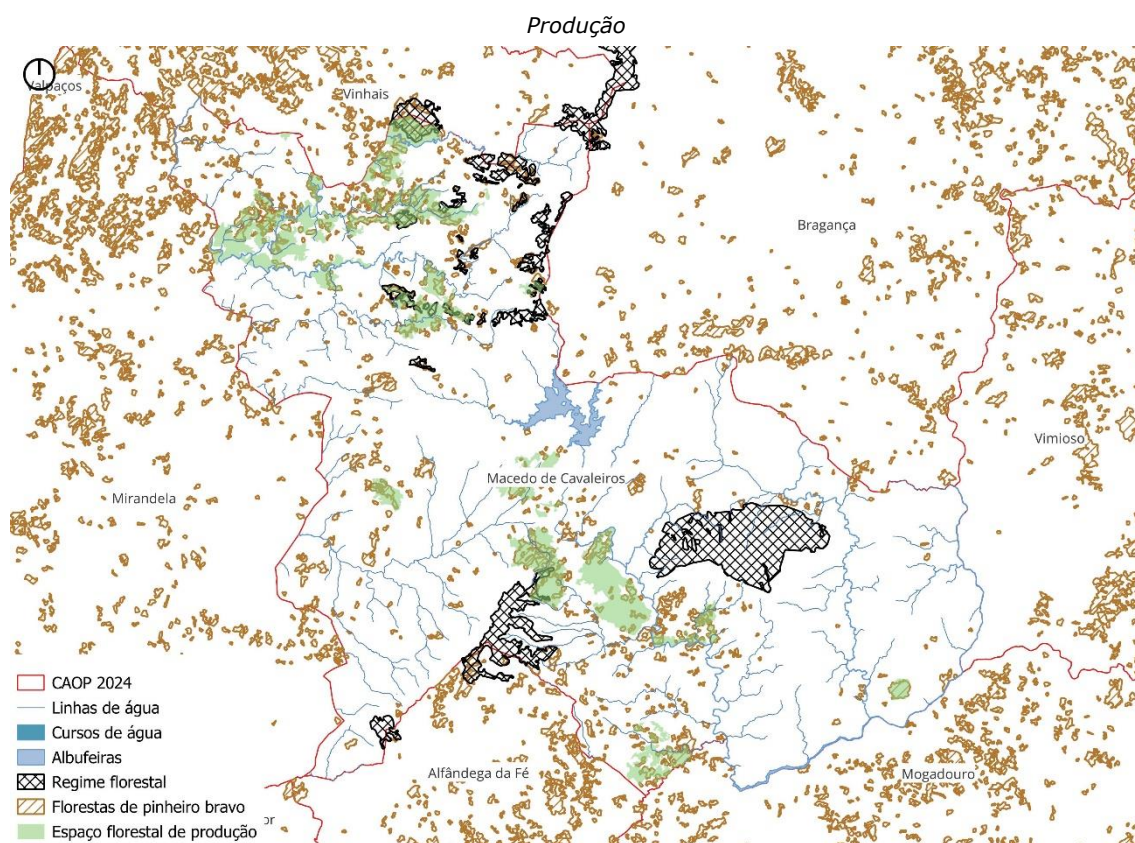 Produção
Valpaços
Vinhais
Bragança
Vimioso
Macedo de Cavaleiros
Mirandela
Alfândega da Fé
Mogadouro
or
CAOP 2024
Linhas de água
Cursos de água
Albufeiras
Regime florestal
Florestas de pinheiro bravo
Espaço florestal de produção